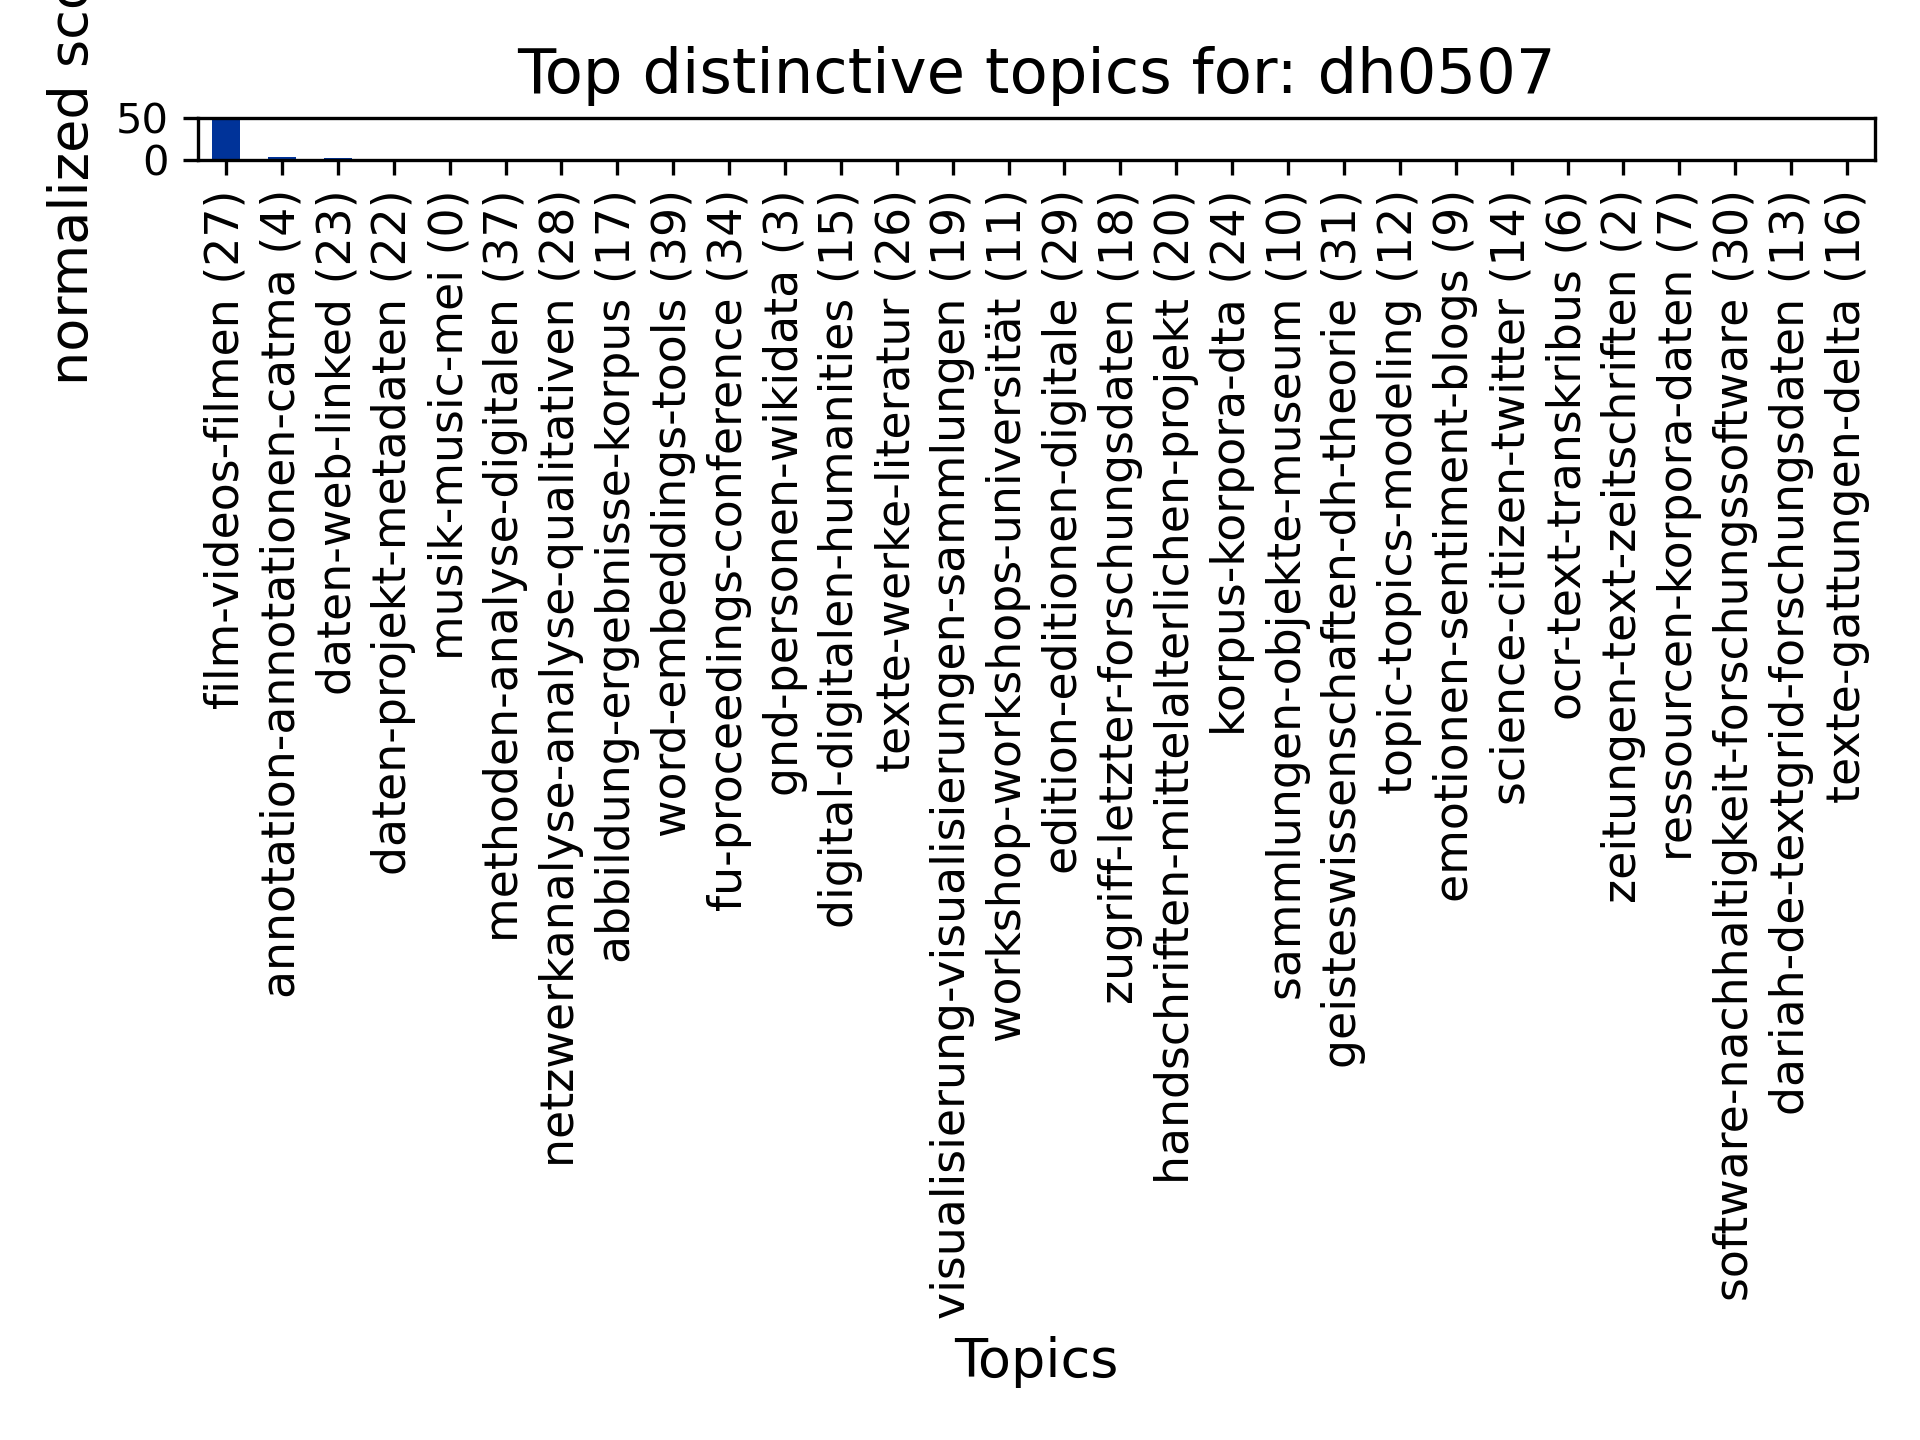 Top distinctive topics for: dh0507
normalized
50
0
film-videos-filmen (27)
annotation-annotationen-catma (4)
daten-web-linked (23)
daten-projekt-metadaten (22)
musik-music-mei (0)
methoden-analyse-digitalen (37)
netzwerkanalyse-analyse-qualitativen (28)
abbildung-ergebnisse-korpus (17)
word-embeddings-tools (39)
fu-proceedings-conference (34)
gnd-personen-wikidata (3)
digital-digitalen-humanities (15)
texte-werke-literatur (26)
visualisierung-visualisierungen-sammlungen (19)
workshop-workshops-universität (11)
edition-editionen-digitale (29)
zugriff-letzter-forschungsdaten (18)
handschriften-mittelalterlichen-projekt (20)
korpus-korpora-dta (24)
sammlungen-objekte-museum (10)
geisteswissenschaften-dh-theorie (31)
topic-topics-modeling (12)
emotionen-sentiment-blogs (9)
science-citizen-twitter (14)
ocr-text-transkribus (6)
zeitungen-text-zeitschriften (2)
ressourcen-korpora-daten (7)
software-nachhaltigkeit-forschungssoftware (30)
dariah-de-textgrid-forschungsdaten (13)
texte-gattungen-delta (16)
Topics